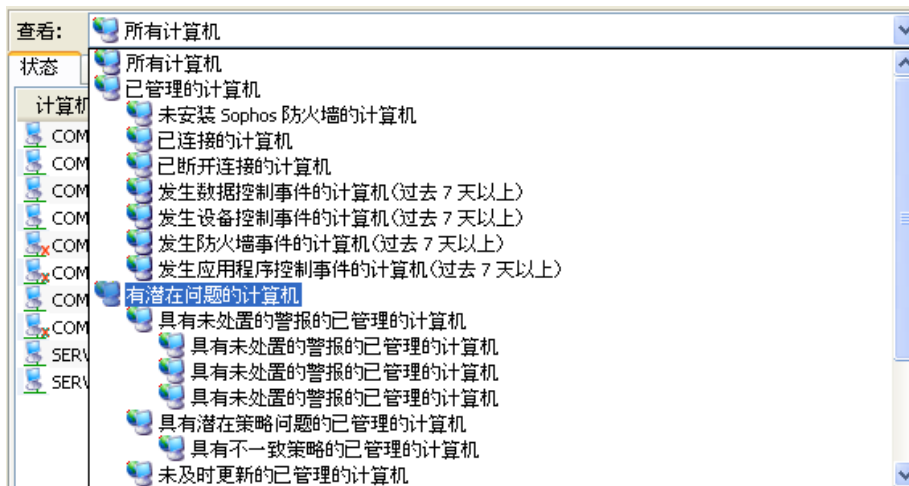 查看: 所有计算机
状态
所有计算机
已管理的计算机
计算机
未安装 Sophos 防火墙的计算机
COM
已连接的计算机
COM
已断开连接的计算机
COM
发生数据控制事件的计算机(过去 7 天以上)
COM
发生设备控制事件的计算机(过去 7 天以上)
COM
发生防火墙事件的计算机(过去 7 天以上)
COM
发生应用程序控制事件的计算机(过去 7 天以上)
COM
有潜在问题的计算机
COM
具有未处置的警报的已管理的计算机
SERV
具有未处置的警报的已管理的计算机
SERV
具有未处置的警报的已管理的计算机
具有未处置的警报的已管理的计算机
具有潜在策略问题的已管理的计算机
具有不一致策略的已管理的计算机
未及时更新的已管理的计算机